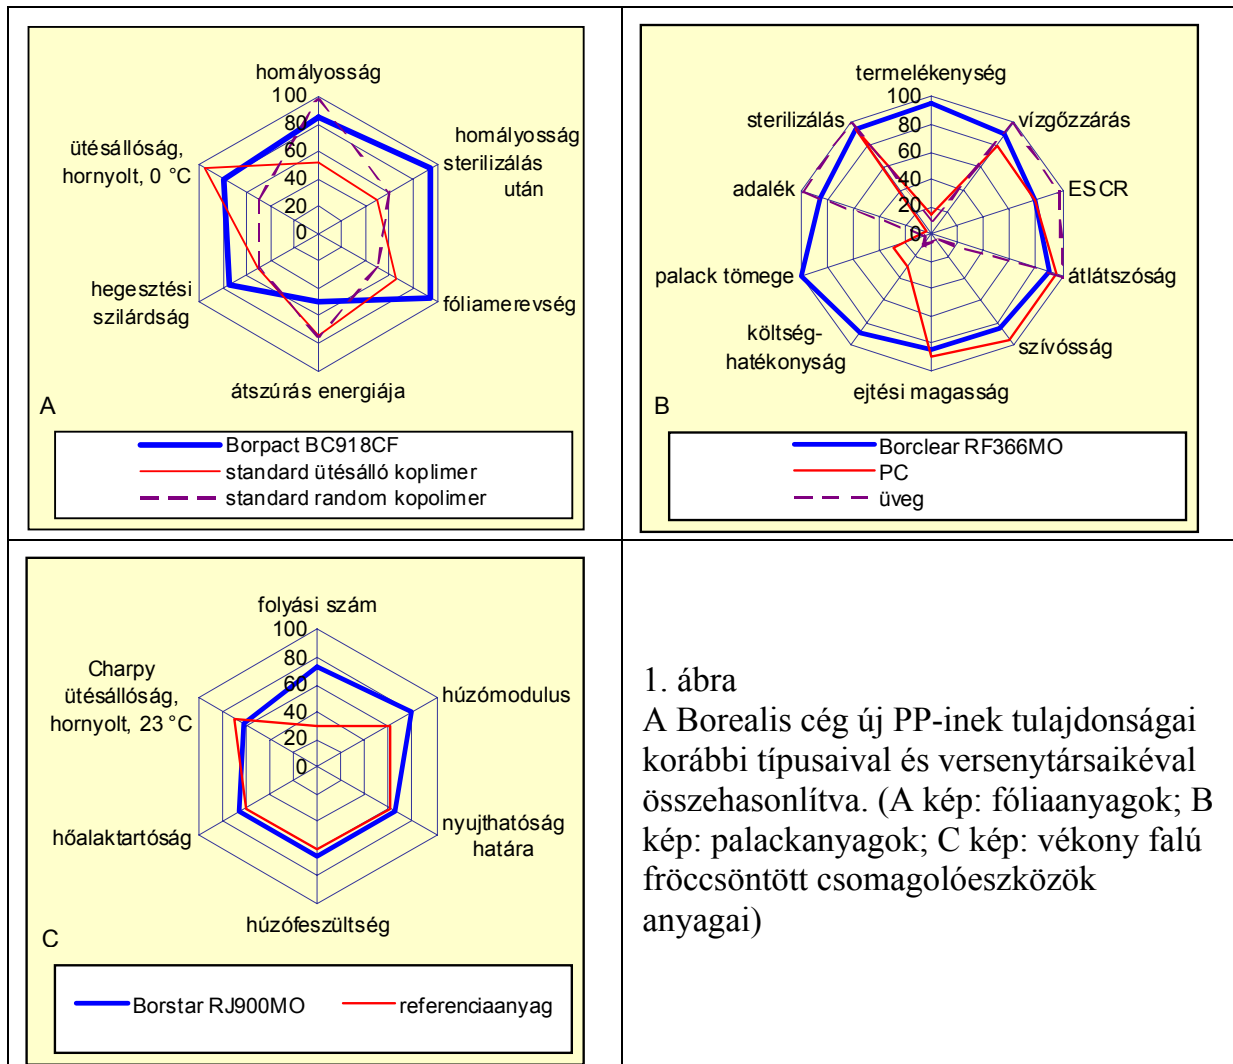 homályosság
100
80
60
40
20
0
homályosság
sterilizálás
után
fóliamerevség
átszúrás energiája
hegesztési
szilárdság
ütésállóság,
hornyolt, 0 °C
A
Borpact BC918CF
standard ütésálló koplimer
standard random kopolimer
termelékenység
100
80
60
40
20
0
vízgőzzárás
ESCR
átlátszóság
szívósság
ejtési magasság
költség-
hatékonyság
palack tömege
adalék
sterilizálás
B
Borclear RF366MO
PC
üveg
folyási szám
100
80
60
40
20
0
húzómodulus
nyujthatóság
határa
húzófeszültség
hőalaktartóság
Charpy
ütésállóság,
hornyolt, 23 °C
C
Borstar RJ900MO
referenciaanyag
1. ábra
A Borealis cég új PP-inek tulajdonságai
korábbi típusaival és versenytársaikéval
összehasonlítva. (A kép: fóliaanyagok; B
kép: palackanyagok; C kép: vékony falú
fröccsöntött csomagolóeszközök
anyagai)